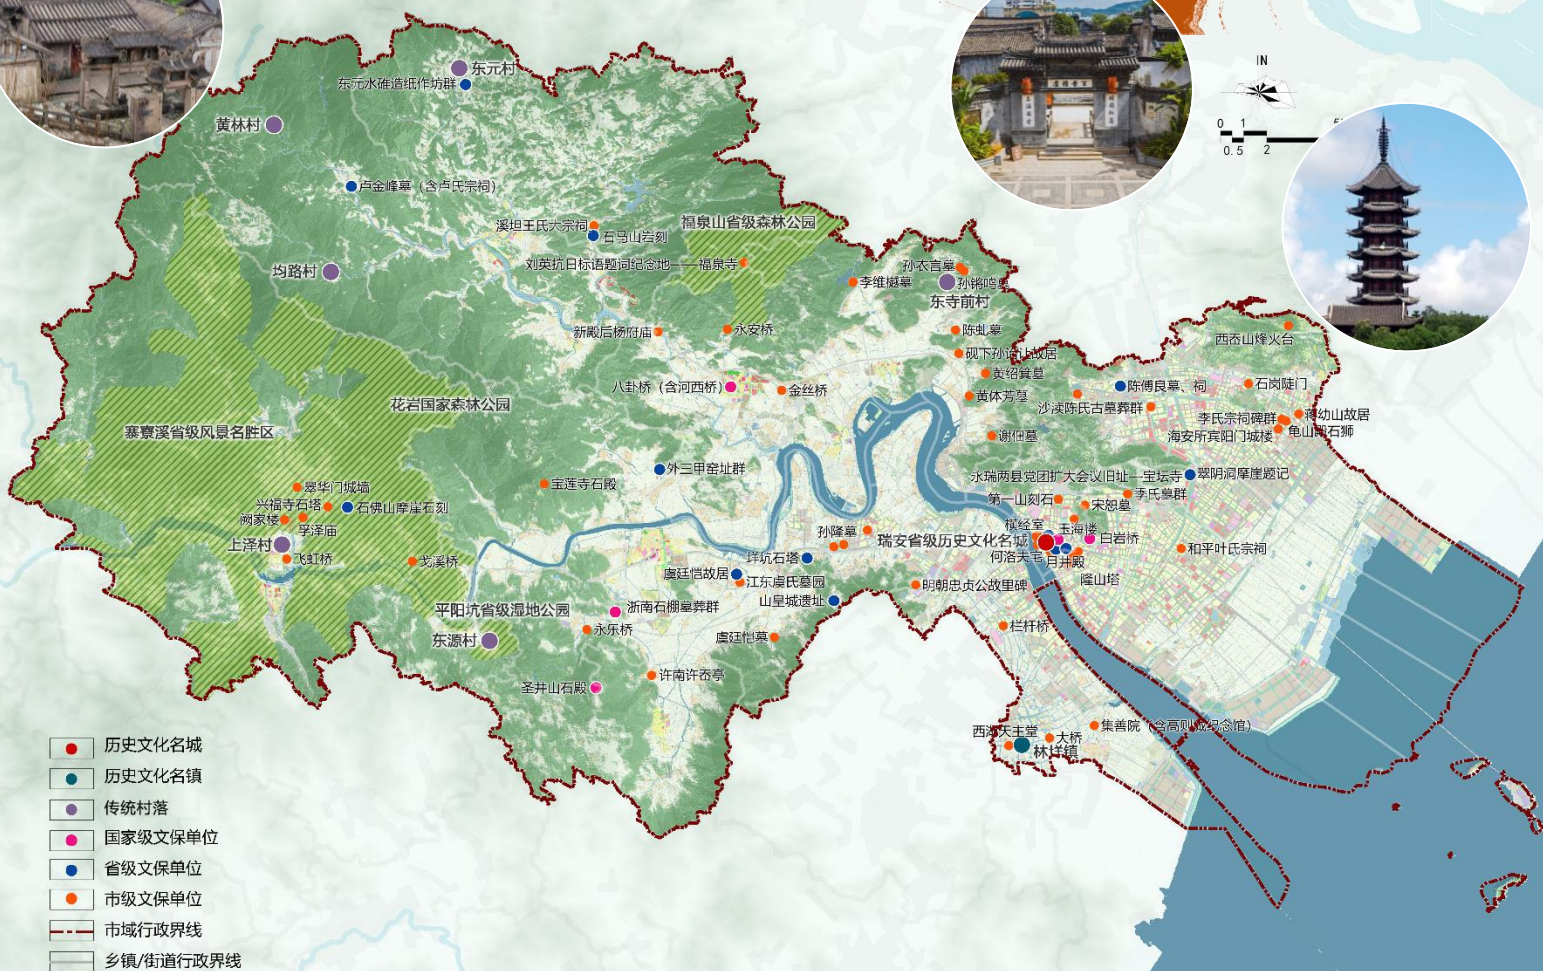 IN
0 1
0.5 2
东元村
东元水碓造纸作坊群
黄林村
卢金峰墓（含卢氏宗祠）
溪坦王氏大宗祠
石马山岩刻
福泉山省级森林公园
均路村
刘英抗日标语题词纪念地——福泉寺
李维樾墓
孙衣言墓
孙锵鸣墓
东寺前村
新殿后杨府庙
永安桥
陈虬墓
砚下孙诒让故居
西岙山烽火台
八卦桥（含河西桥）
金丝桥
黄绍箕墓
黄体芳墓
陈傅良墓、祠
石岗陡门
花岩国家森林公园
沙渎陈氏古墓葬群
李氏宗祠碑群
蒋幼山故居
寨寮溪省级风景名胜区
谢佃墓
海安所宾阳门城楼
龟山殿石狮
外三甲窑址群
永瑞两县党团扩大会议旧址—宝坛寺
翠阴洞摩崖题记
翠华门城墙
宝莲寺石殿
兴福寺石塔
石佛山摩崖石刻
第一山刻石
季氏墓群
宋恕墓
阙家楼
孚泽庙
孙隆墓
瑞安省级历史文化名城
玉海楼
白岩桥
上泽村
飞虹桥
戈溪桥
垟坑石塔
何洛夫宅
月井殿
和平叶氏宗祠
虞廷恺故居
江东虞氏墓园
明朝忠贞公故里碑
隆山塔
平阳坑省级湿地公园
浙南石棚墓葬群
山皇城遗址
东源村
永乐桥
虞廷恺墓
栏杆桥
圣井山石殿
许南许岙亭
西湖天主堂
大桥
集善院（含高则诚纪念馆）
林垟镇
历史文化名城
历史文化名镇
传统村落
国家级文保单位
省级文保单位
市级文保单位
市域行政界线
乡镇/街道行政界线